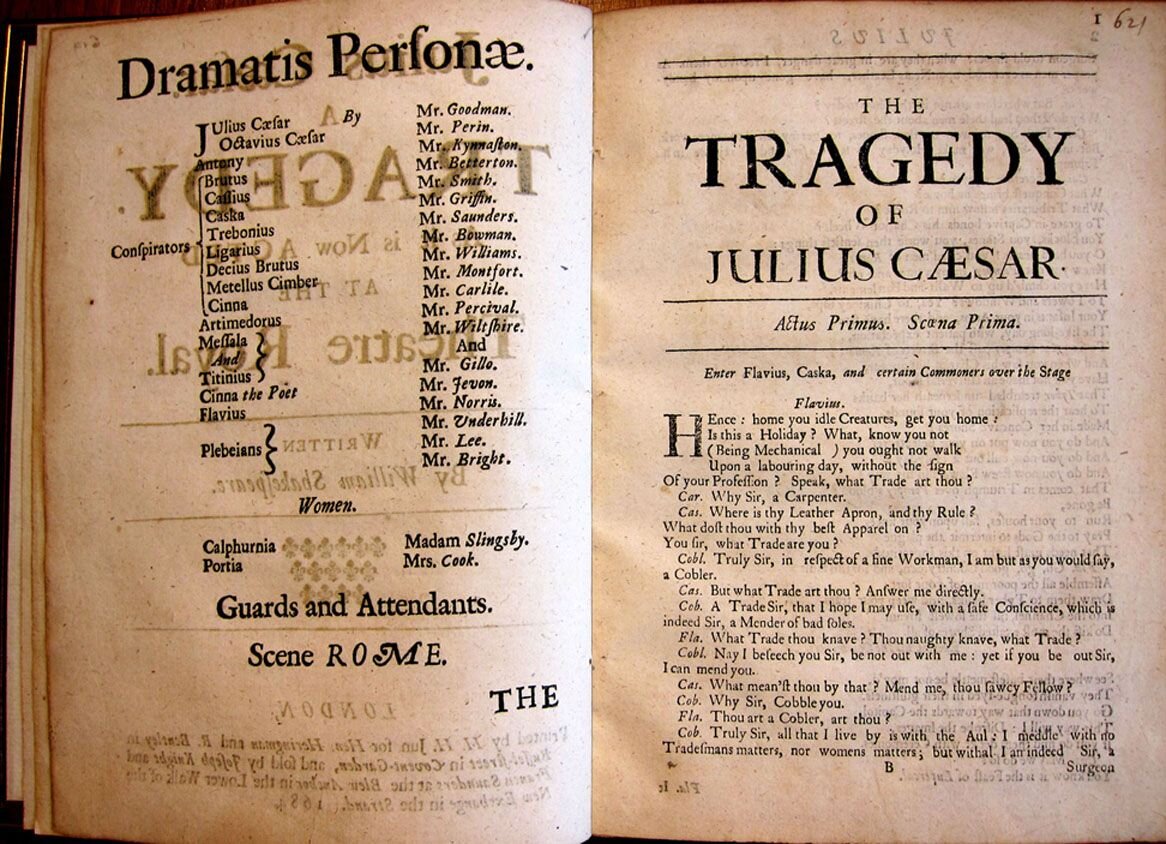 Dramatis Perſonæ.
JUlius Cæſar By Mr. Goodman.
Octavius Cæſar Mr. Perin.
Antony Mr. Kynnaſton.
Conſpirators
Brutus Mr. Betterton.
Caſſius Mr. Smith.
Caska Mr. Griffin.
Trebonius Mr. Saunders.
Ligarius Mr. Bowman.
Decius Brutus Mr. Williams.
Metellus Cimber Mr. Montfort.
Cinna Mr. Carlile.
Artimedorus Mr. Percival.
Meſſala Mr. Wiltſhire.
And And
Titinius Mr. Gillo.
Cinna the Poet Mr. Jevon.
Flavius Mr. Norris.
Plebeians
Mr. Underhill.
Mr. Lee.
Mr. Bright.
Women.
Calphurnia Madam Slingsby.
Portia Mrs. Cook.
Guards and Attendants.
Scene ROME.
THE
1 621
THE
TRAGEDY
OF
JULIUS CÆSAR.
Actus Primus. Scœna Prima.
Enter Flavius, Caska, and certain Commoners over the Stage
Flavius.
HEnce : home you idle Creatures, get you home :
Is this a Holiday ? What, know you not
(Being Mechanical ) you ought not walk
Upon a labouring day, without the ſign
Of your Profeſſion ? Speak, what Trade art thou ?
Car. Why Sir, a Carpenter.
Cas. Where is thy Leather Apron, and thy Rule ?
What doſt thou with thy beſt Apparel on ?
You ſir, what Trade are you ?
Cobl. Truly Sir, in reſpect of a fine Workman, I am but as you would ſay,
a Cobler.
Cas. But what Trade art thou ? Anſwer me directly.
Cob. A Trade Sir, that I hope I may uſe, with a ſafe Conſcience, which is
indeed Sir, a Mender of bad ſoles.
Fla. What Trade thou knave ? Thou naughty knave, what Trade ?
Cobl. Nay I beſeech you Sir, be not out with me : yet if you be out Sir,
I can mend you.
Cas. What mean'ſt thou by that ? Mend me, thou ſawcy Fellow ?
Cob. Why Sir, Cobble you.
Fla. Thou art a Cobler, art thou ?
Cob. Truly Sir, all that I live by is with the Aul : I meddle with no
Tradeſmans matters, nor womens matters ; but withal I an indeed Sir, a
B Surgeon